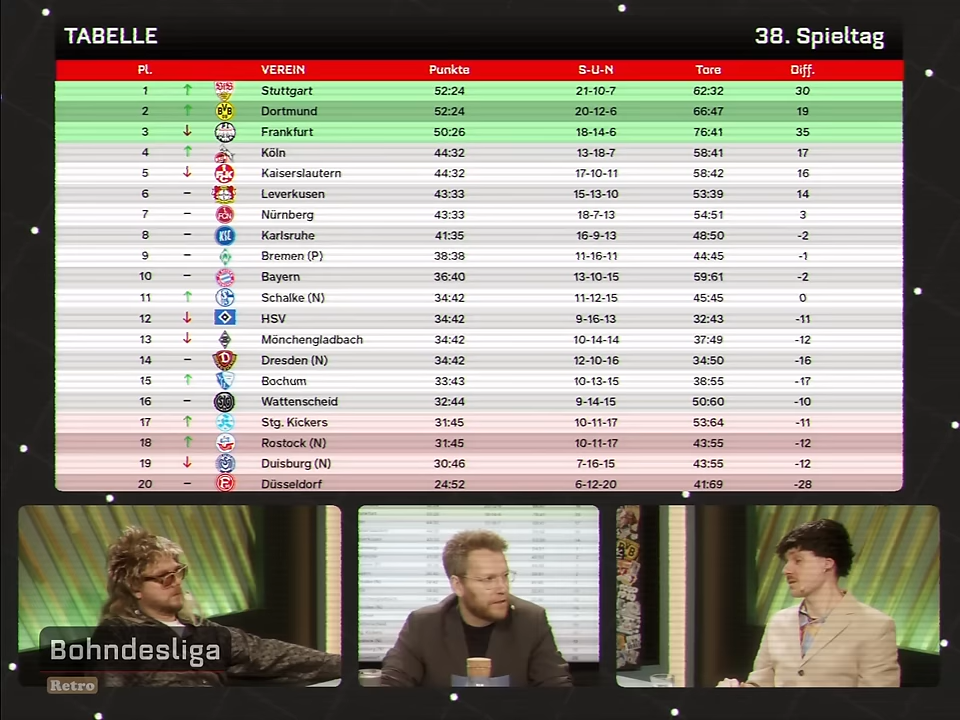 TABELLE 38. Spieltag
Pl. VEREIN Punkte S-U-N Tore Diff.
1 ↑ Stuttgart 52:24 21-10-7 62:32 30
2 ↑ Dortmund 52:24 20-12-6 66:47 19
3 ↓ Frankfurt 50:26 18-14-6 76:41 35
4 ↑ Köln 44:32 13-18-7 58:41 17
5 ↓ Kaiserslautern 44:32 17-10-11 58:42 16
6 – Leverkusen 43:33 15-13-10 53:39 14
7 – Nürnberg 43:33 18-7-13 54:51 3
8 – Karlsruhe 41:35 16-9-13 48:50 -2
9 – Bremen (P) 38:38 11-16-11 44:45 -1
10 – Bayern 36:40 13-10-15 59:61 -2
11 ↑ Schalke (N) 34:42 11-12-15 45:45 0
12 ↓ HSV 34:42 9-16-13 32:43 -11
13 ↓ Mönchengladbach 34:42 10-14-14 37:49 -12
14 – Dresden (N) 34:42 12-10-16 34:50 -16
15 ↑ Bochum 33:43 10-13-15 38:55 -17
16 – Wattenscheid 32:44 9-14-15 50:60 -10
17 ↑ Stg. Kickers 31:45 10-11-17 53:64 -11
18 ↑ Rostock (N) 31:45 10-11-17 43:55 -12
19 ↓ Duisburg (N) 30:46 7-16-15 43:55 -12
20 – Düsseldorf 24:52 6-12-20 41:69 -28
Bohndesliga
Retro